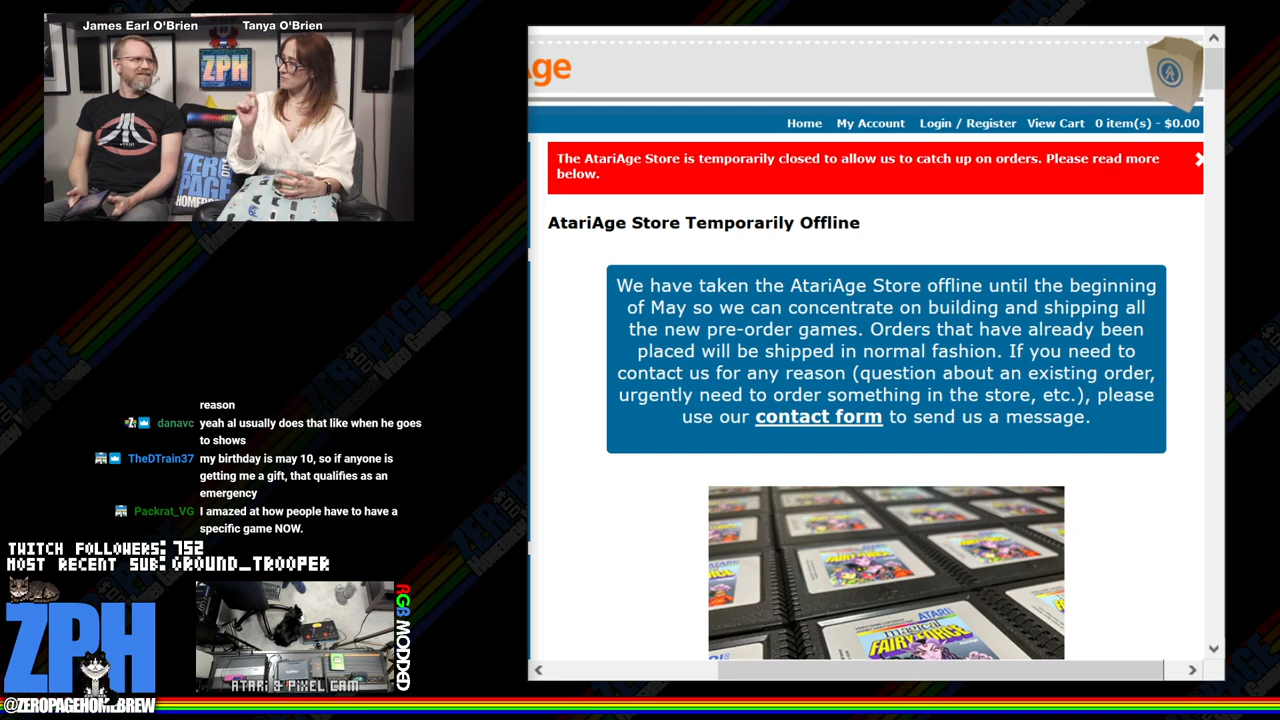 James Earl O'Brien
Tanya O'Brien
ZPH
ATARI
ZERO
PAGE
HOMEBREW
reason
danavc yeah al usually does that like when he goes
to shows
TheDTrain37 my birthday is may 10, so if anyone is
getting me a gift, that qualifies as an
emergency
Packrat_VG I amazed at how people have to have a
specific game NOW.
TWITCH FOLLOWERS: 752
MOST RECENT SUB: GROUND_TROOPER
ZPH
@ZEROPAGEHOMEBREW
ATARI & PIXEL CAM
RGB MODDED
Age
Home My Account Login / Register View Cart 0 item(s) - $0.00
The AtariAge Store is temporarily closed to allow us to catch up on orders. Please read more
below.
AtariAge Store Temporarily Offline
We have taken the AtariAge Store offline until the beginning
of May so we can concentrate on building and shipping all
the new pre-order games. Orders that have already been
placed will be shipped in normal fashion. If you need to
contact us for any reason (question about an existing order,
urgently need to order something in the store, etc.), please
use our contact form to send us a message.
ATARI
magical
FAIRY FORCE